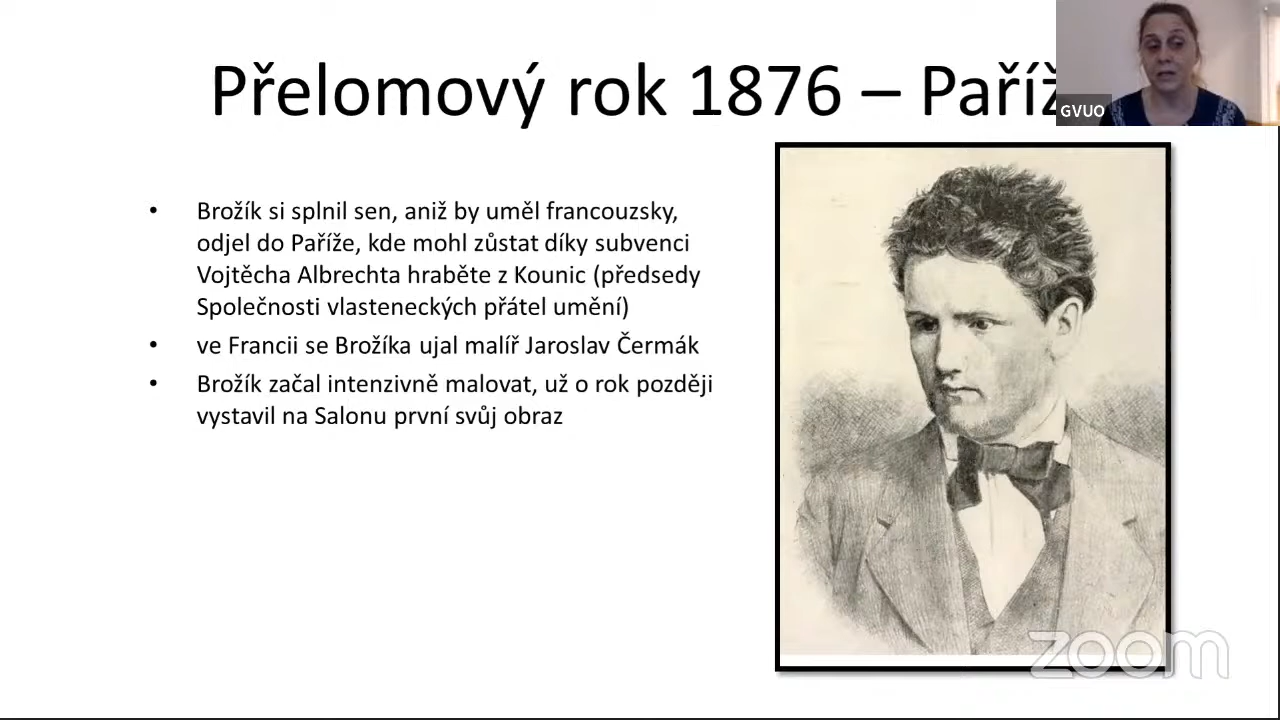 Přelomový rok 1876 – Paříž
GVUO
• Brožík si splnil sen, aniž by uměl francouzsky,
odjel do Paříže, kde mohl zůstat díky subvenci
Vojtěcha Albrechta hraběte z Kounic (předsedy
Společnosti vlasteneckých přátel umění)
• ve Francii se Brožíka ujal malíř Jaroslav Čermák
• Brožík začal intenzivně malovat, už o rok později
vystavil na Salonu první svůj obraz
zoom